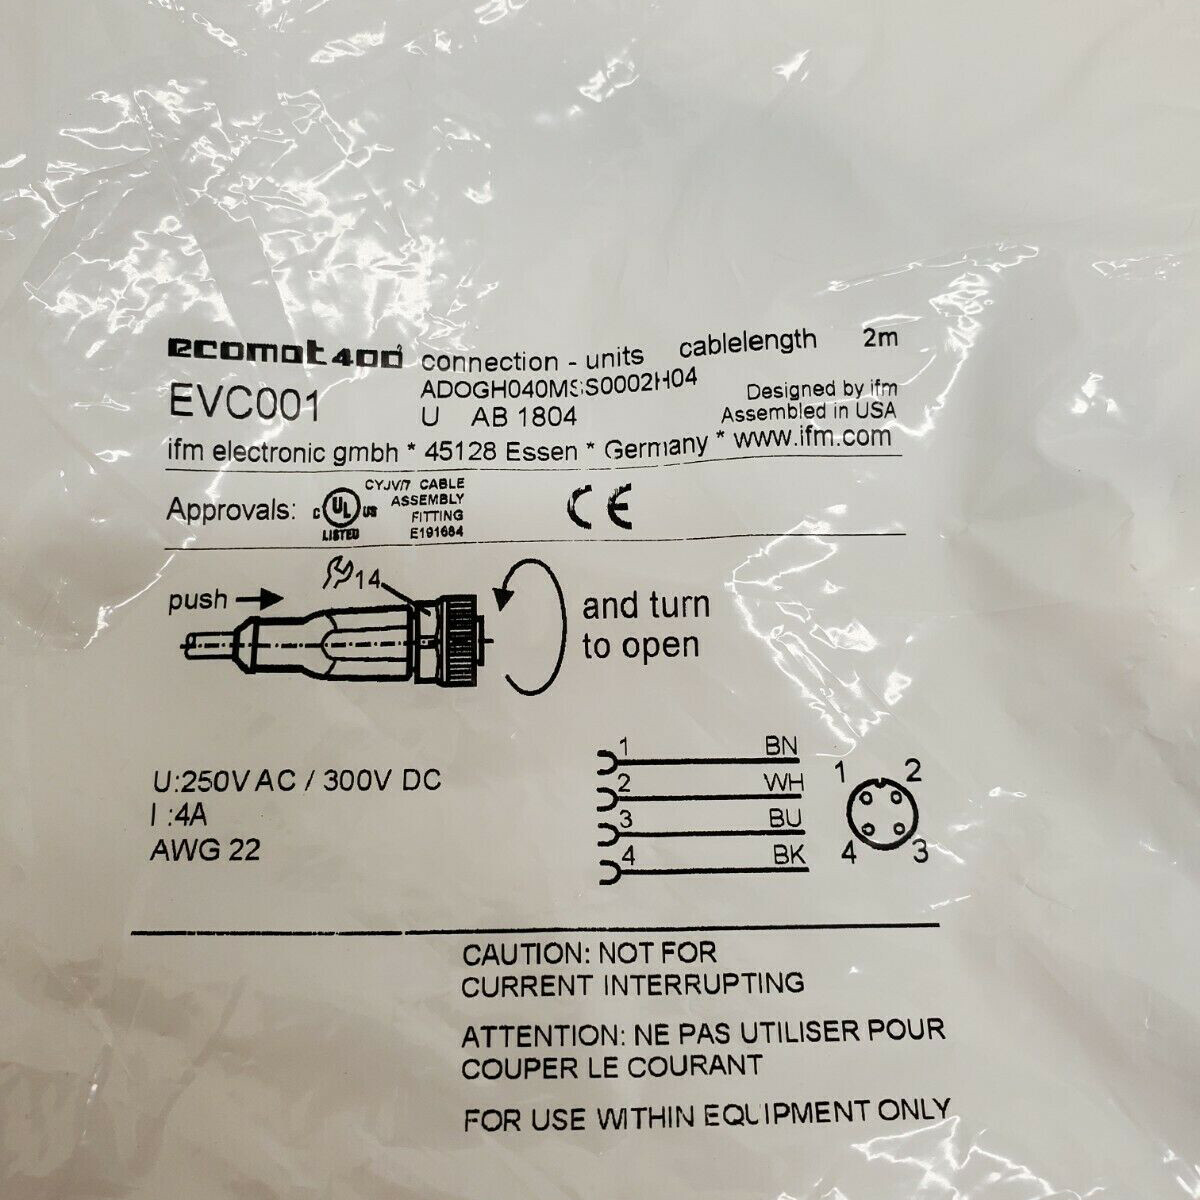 ecomat400 connection - units cablelength 2m
EVC001 ADOGH040MSS0002H04 Designed by ifm
U AB 1804 Assembled in USA
ifm electronic gmbh * 45128 Essen * Germany * www.ifm.com
Approvals: C UL US LISTED CYJV/7 CABLE
ASSEMBLY
FITTING
E191684
CE
push 14
and turn
to open
U:250V AC / 300V DC
I :4A
AWG 22
1 BN
2 WH
3 BU
4 BK
1 2
4 3
CAUTION: NOT FOR
CURRENT INTERRUPTING
ATTENTION: NE PAS UTILISER POUR
COUPER LE COURANT
FOR USE WITHIN EQUIPMENT ONLY